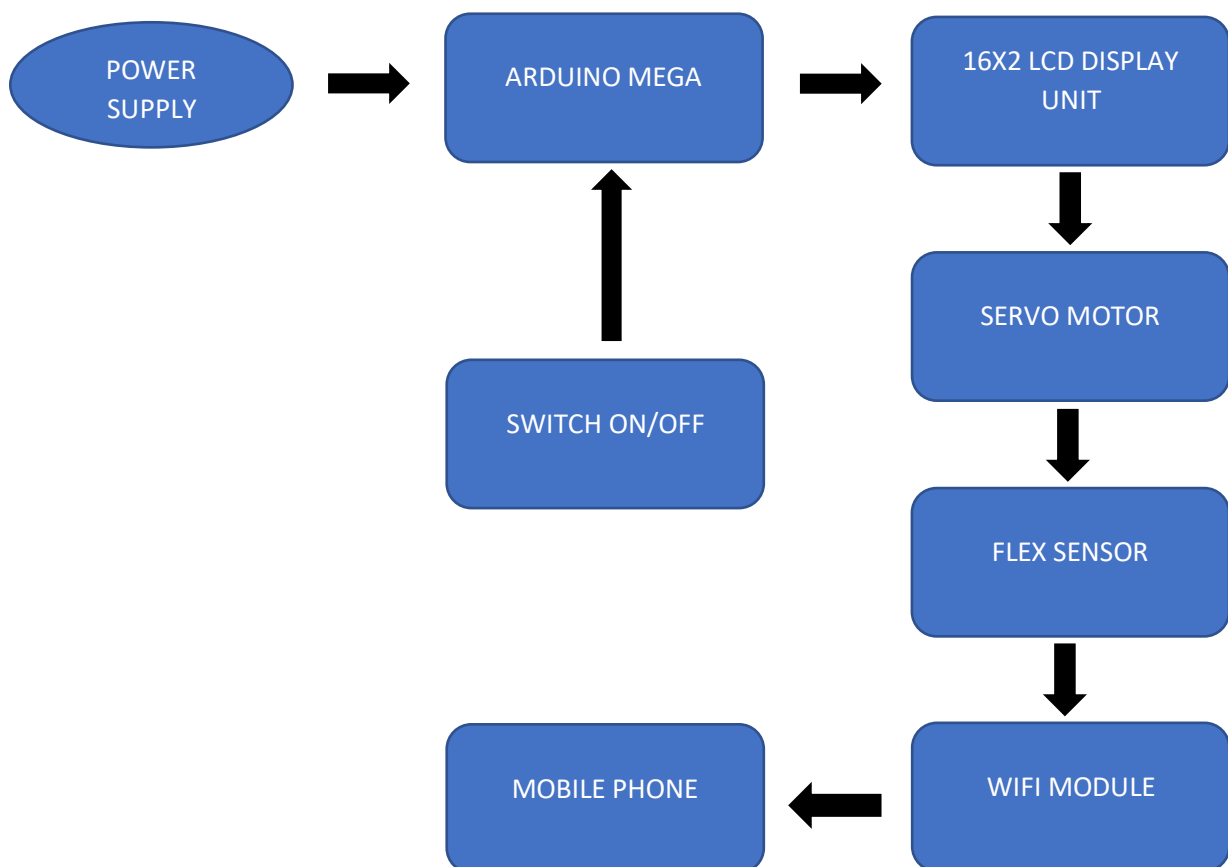 POWER
SUPPLY
ARDUINO MEGA
16X2 LCD DISPLAY
UNIT
SERVO MOTOR
SWITCH ON/OFF
FLEX SENSOR
MOBILE PHONE
WIFI MODULE